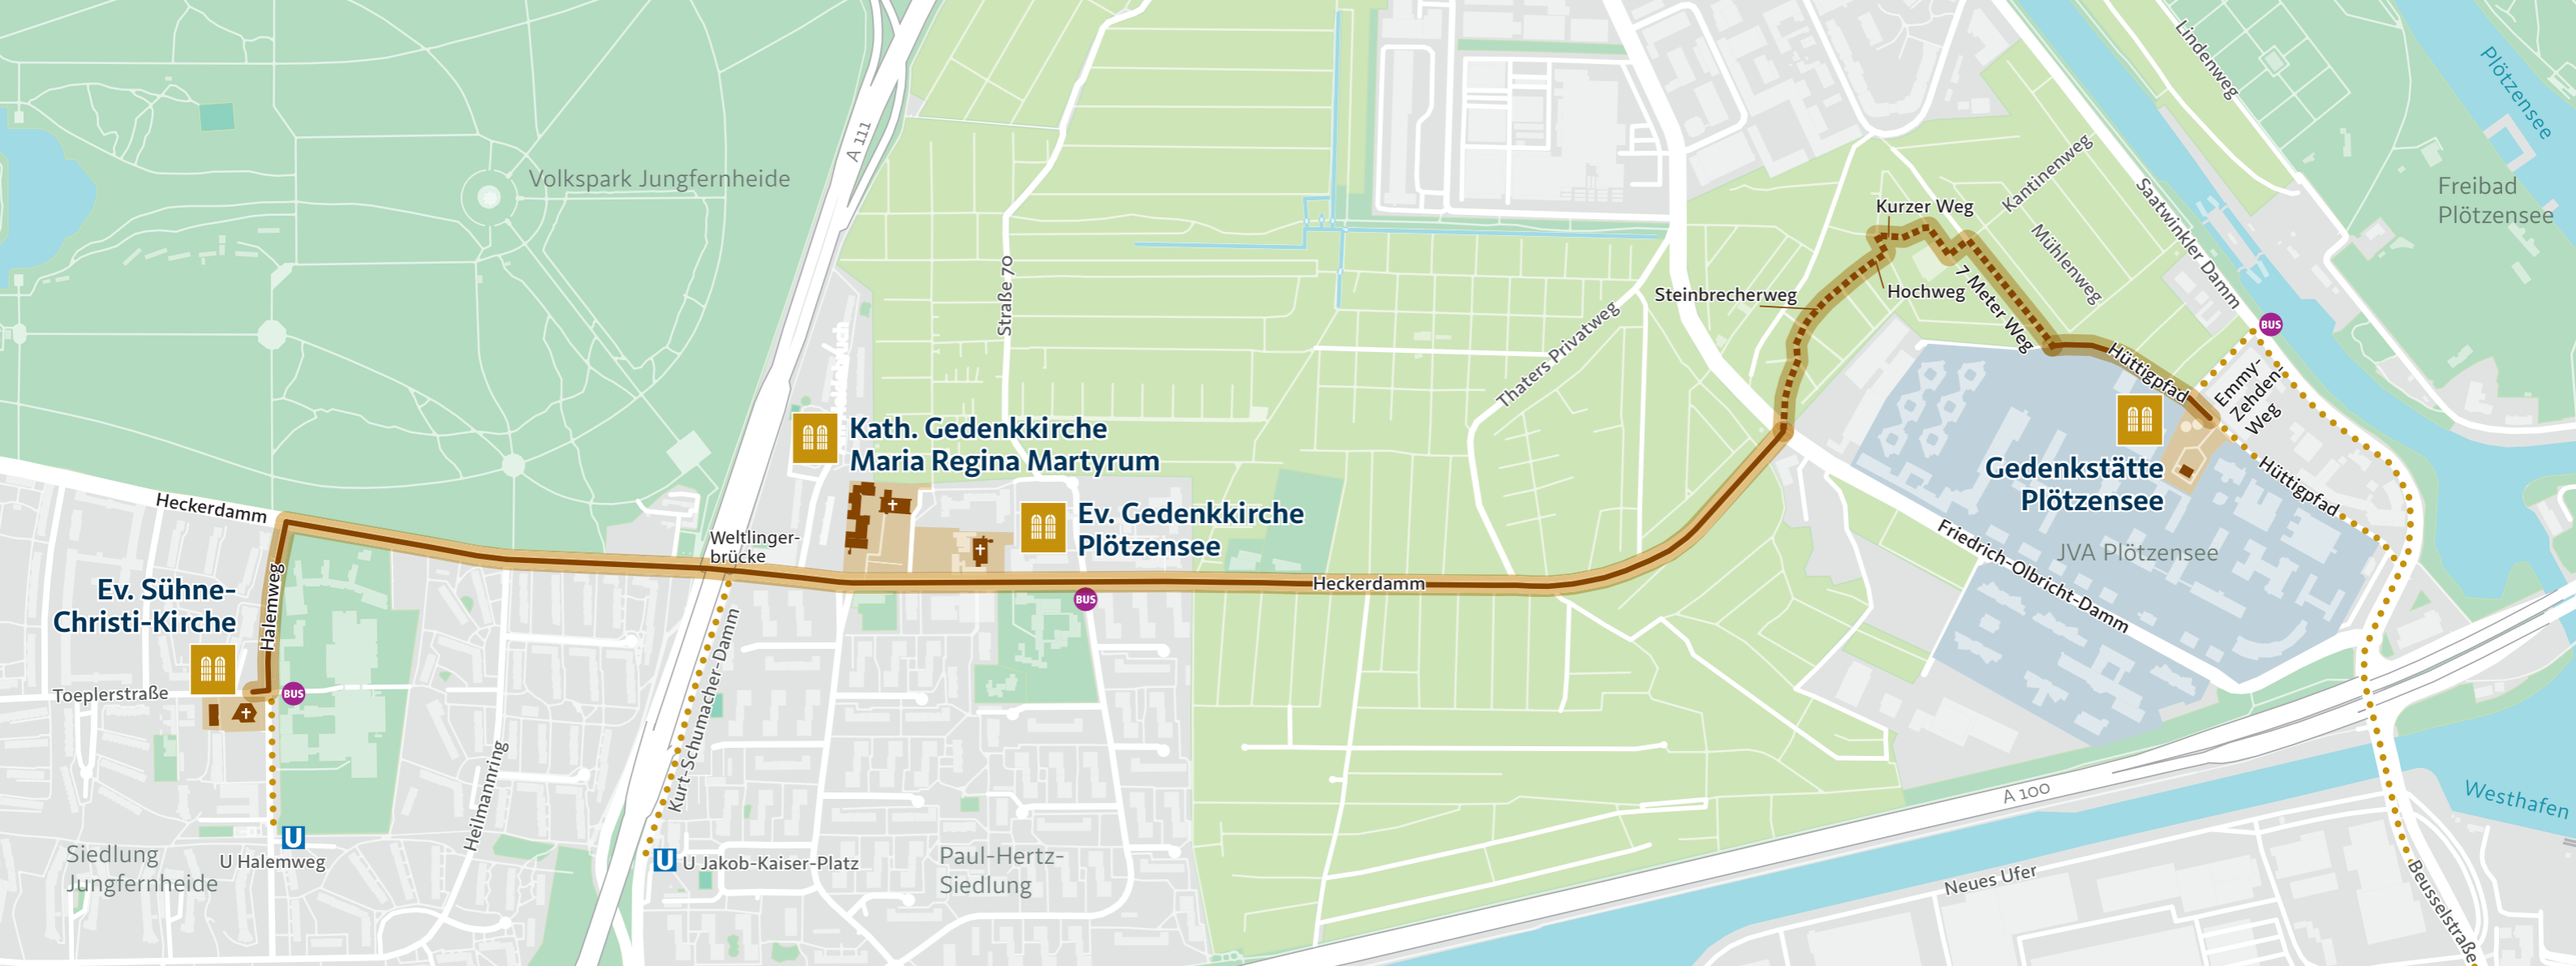 Lindenweg
Plötzensee
A 111
Volkspark Jungfernheide
Kantinenweg
Freibad
Plötzensee
Saatwinkler Damm
Kurzer Weg
Mühlenweg
Straße 70
Steinbrecherweg
Hochweg
7 Meter Weg
Thaters Privatweg
BUS
Hüttigpfad
Emmy-
Zehden-
Weg
Kath. Gedenkkirche
Maria Regina Martyrum
Gedenkstätte
Plötzensee
Hüttigpfad
Heckerdamm
Weltlinger-
brücke
Ev. Gedenkkirche
Plötzensee
Friedrich-Olbricht-Damm
JVA Plötzensee
Ev. Sühne-
Christi-Kirche
Halemweg
Heckerdamm
BUS
Kurt-Schumacher-Damm
Toeplerstraße
BUS
Heilmannring
A 100
Westhafen
Siedlung
Jungfernheide
U
U Halemweg
U
U Jakob-Kaiser-Platz
Paul-Hertz-
Siedlung
Neues Ufer
Beusselstraße